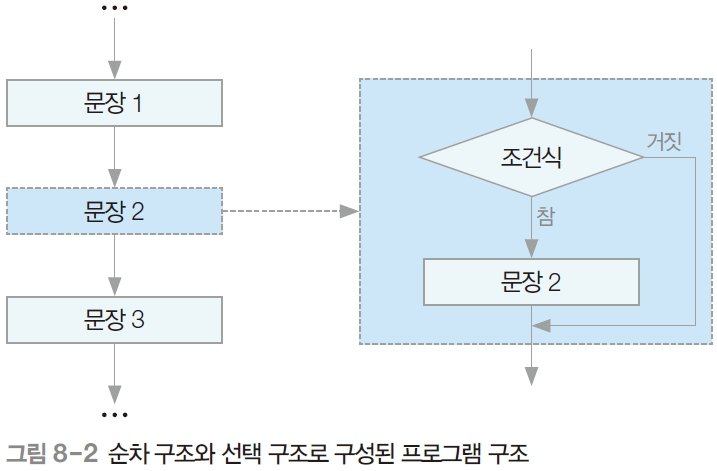 ...
문장 1
문장 2
문장 3
...
조건식
거짓
참
문장 2
그림 8-2 순차 구조와 선택 구조로 구성된 프로그램 구조